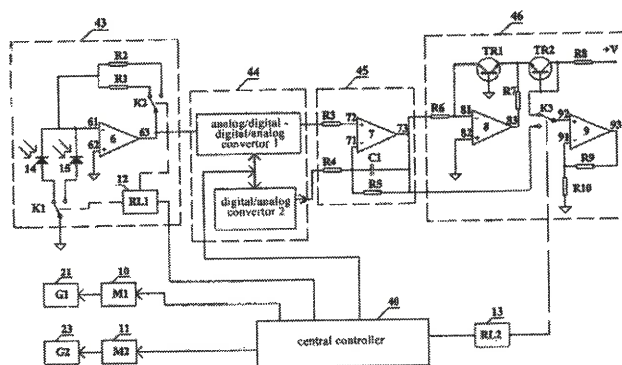 43
46
R2
R1
K2
44
45
TR1
TR2
R8
+V
61
62
6
63
14
15
12
K1
RL1
analog/digital -
digital/analog
convertor 1
digital/analog
convertor 2
R3
72
71
7
73
R4
C1
R5
R6
81
82
8
83
R7
K3
92
91
9
93
R9
R10
21
G1
10
M1
23
G2
11
M2
40
central controller
13
RL2